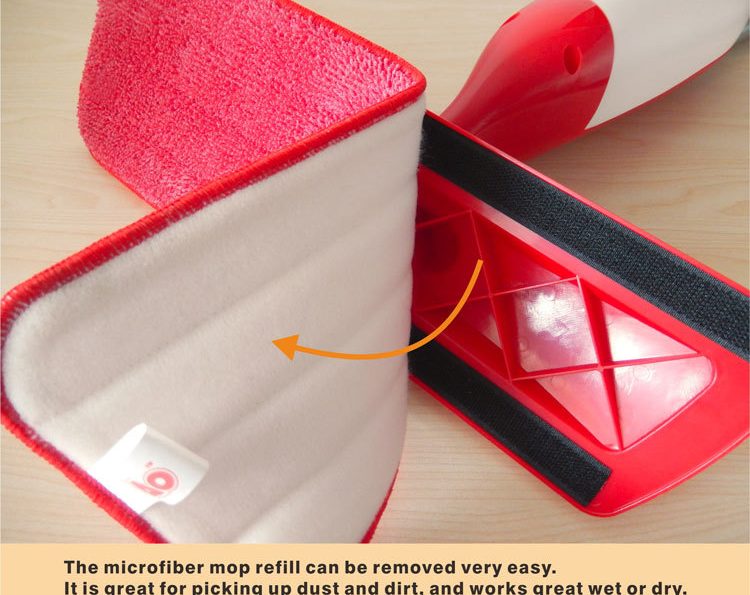 The microfiber mop refill can be removed very easy.
It is great for picking up dust and dirt, and works great wet or dry.